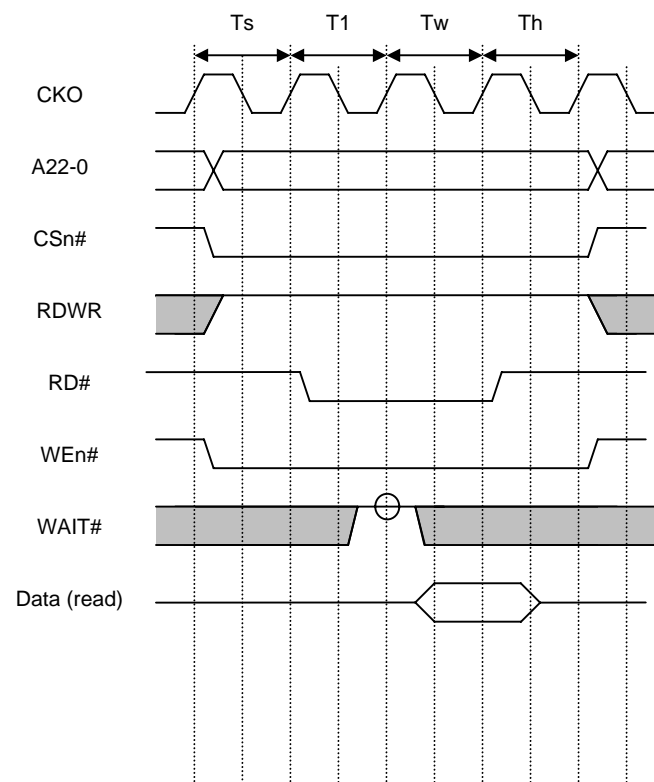 Ts T1 Tw Th
CKO
A22-0
CSn#
RDWR
RD#
WEn#
WAIT#
Data (read)